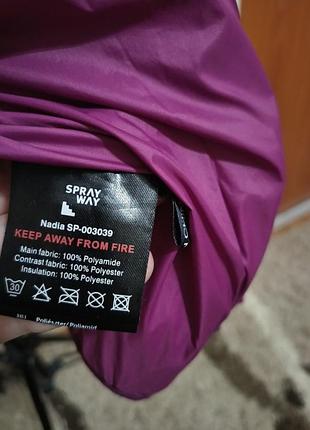 SPRAY
WAY
Nadia SP-003039
KEEP AWAY FROM FIRE
Main fabric: 100% Polyamide
Contrast fabric: 100% Polyester
Insulation: 100% Polyester
30